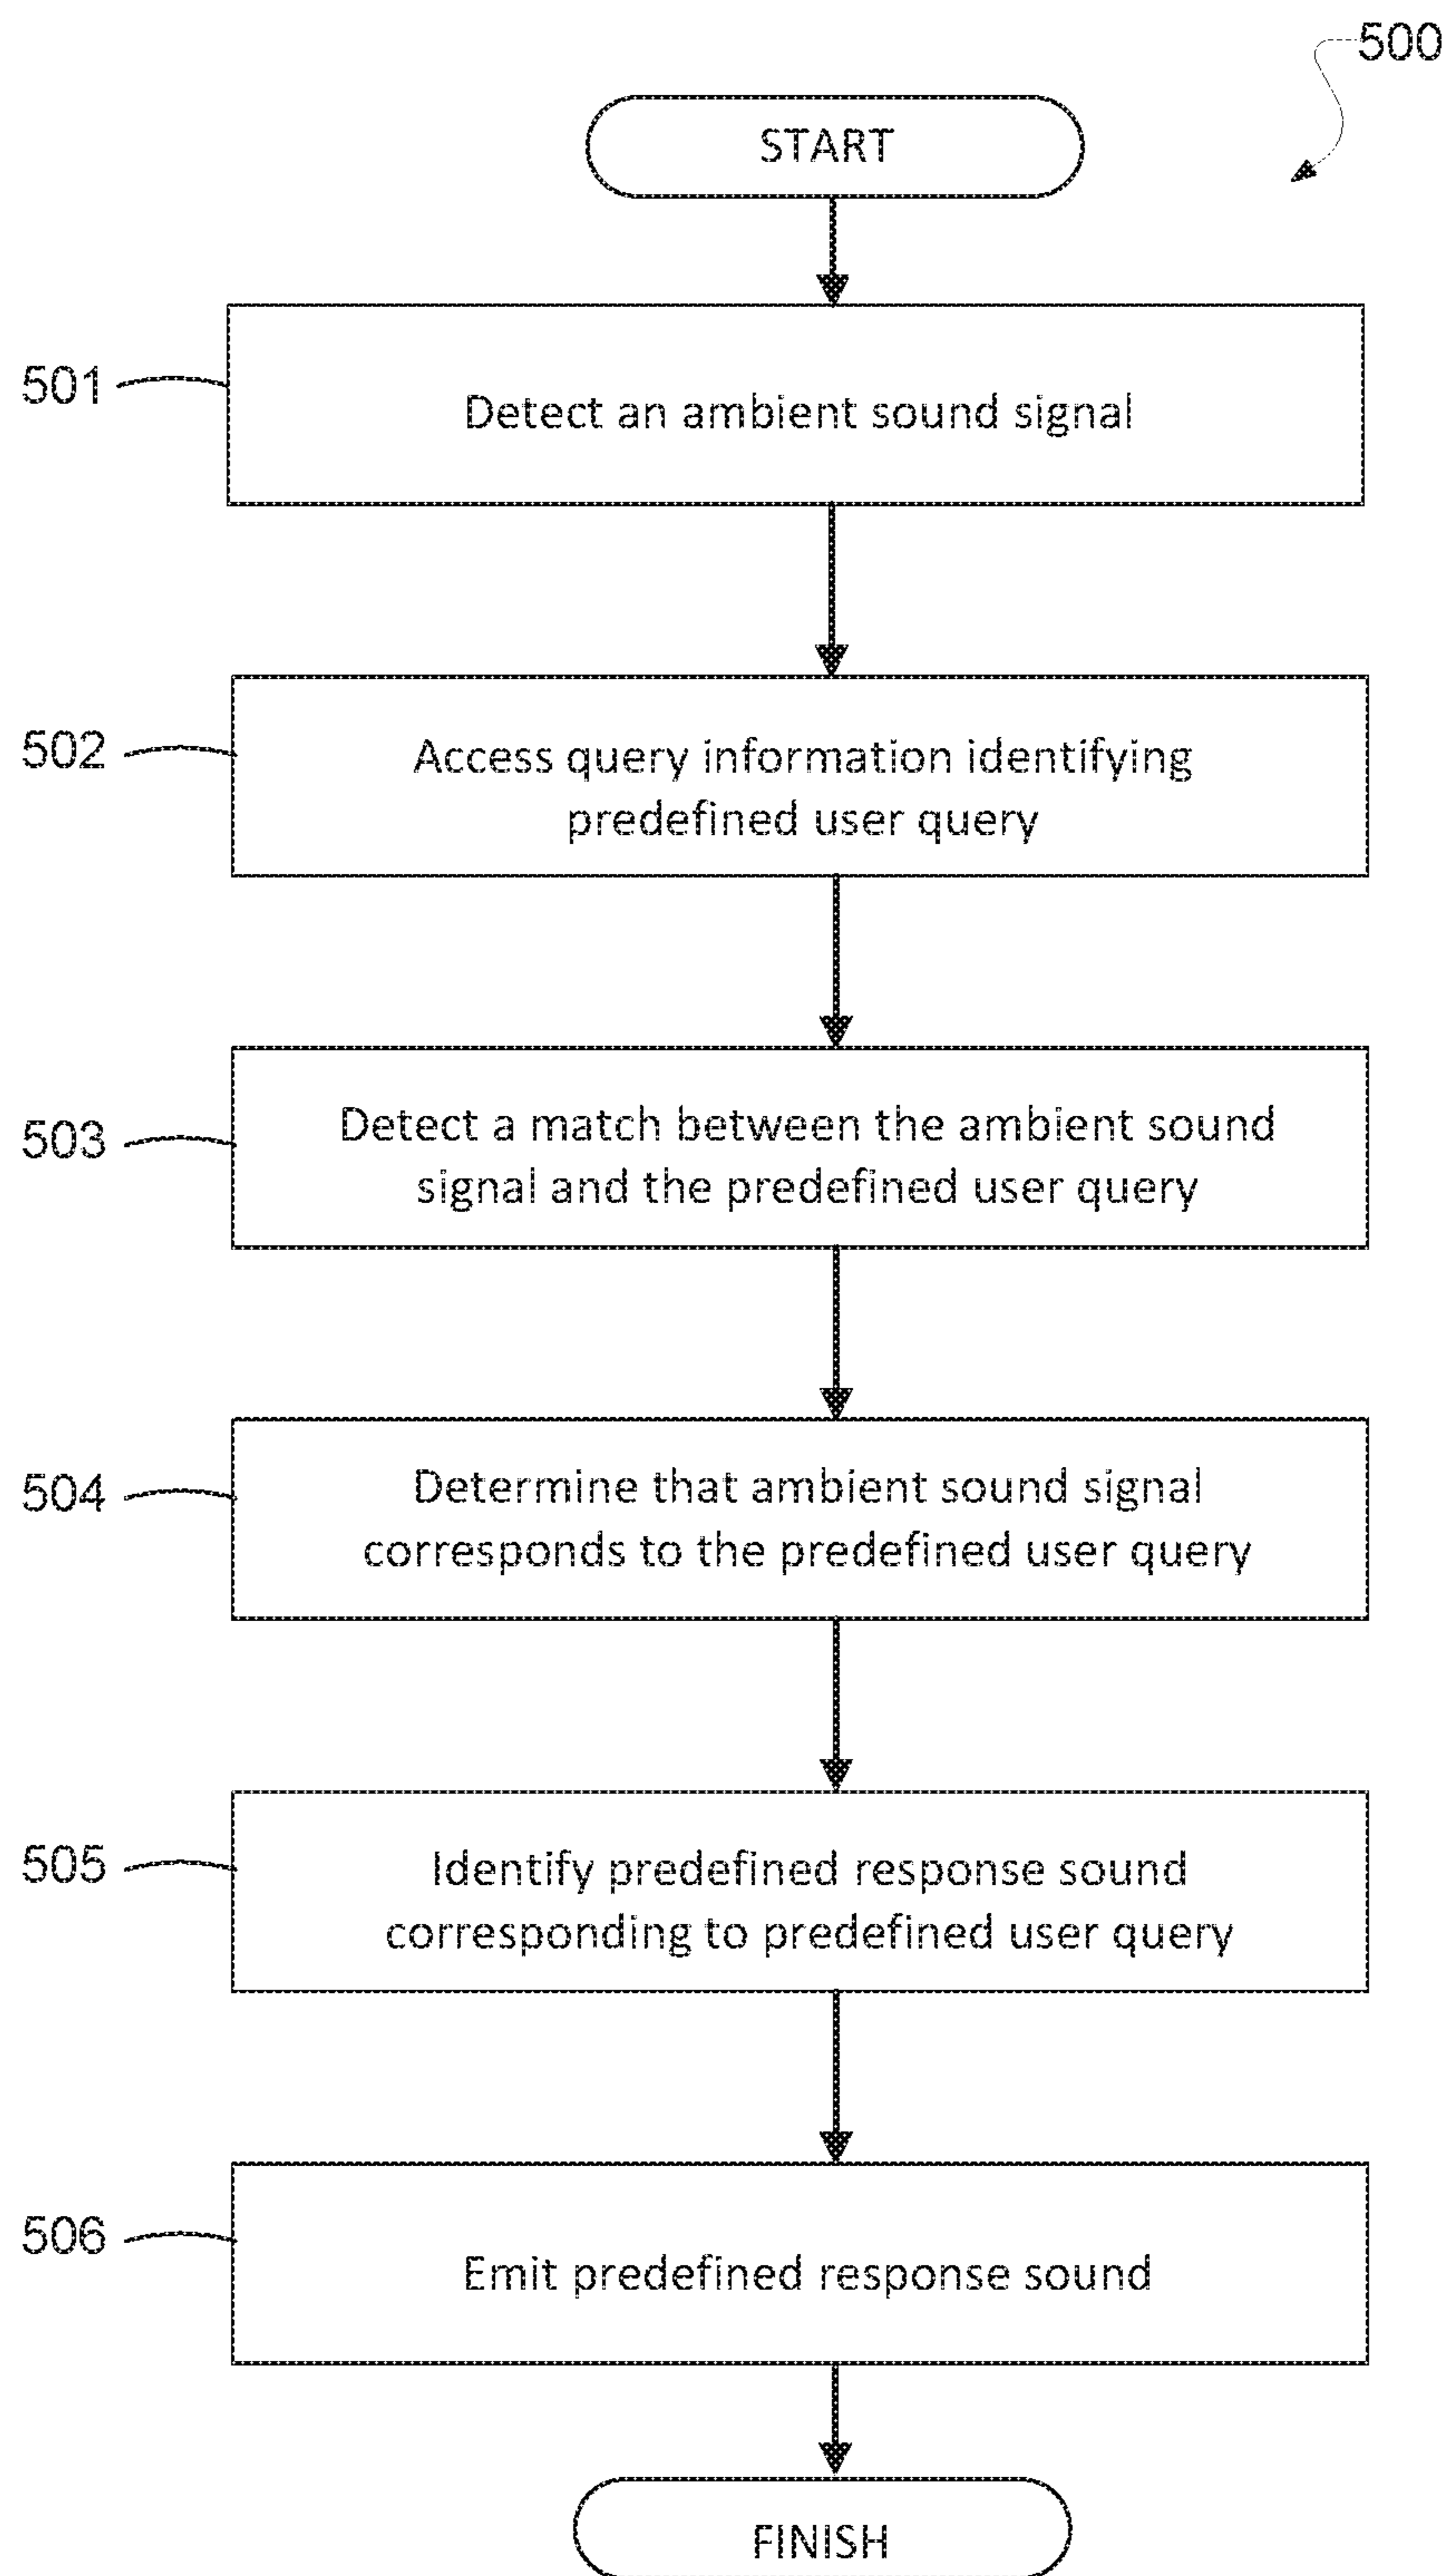 500
START
501
Detect an ambient sound signal
502
Access query information identifying
predefined user query
503
Detect a match between the ambient sound
signal and the predefined user query
504
Determine that ambient sound signal
corresponds to the predefined user query
505
Identify predefined response sound
corresponding to predefined user query
506
Emit predefined response sound
FINISH